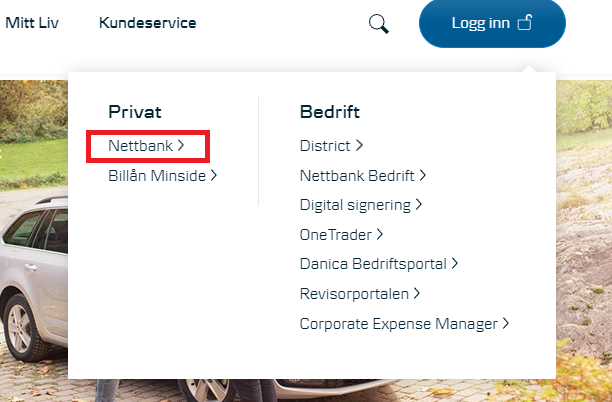 Mitt Liv
Kundeservice
Logg inn
Privat
Nettbank
Billån Minside
Bedrift
District
Nettbank Bedrift
Digital signering
OneTrader
Danica Bedriftsportal
Revisorportalen
Corporate Expense Manager